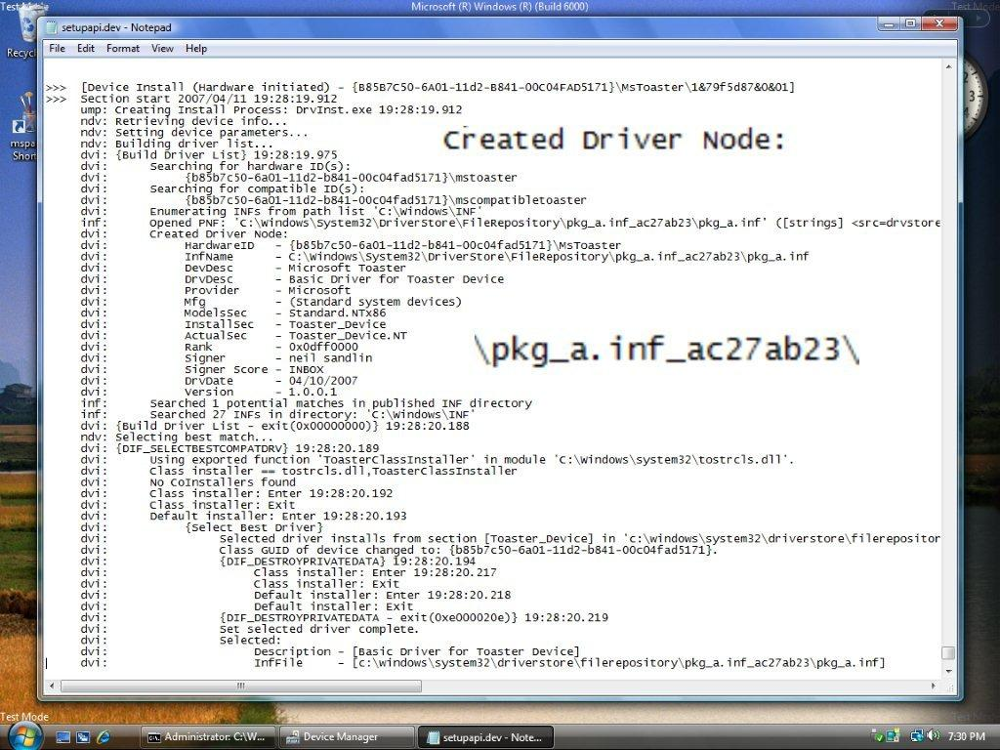 Test Mode
Microsoft (R) Windows (R) (Build 6000)
Test Mode
setupapi.dev - Notepad
File Edit Format View Help
>>> [Device Install (Hardware initiated) - {B85B7C50-6A01-11d2-B841-00C04FAD5171}\MsToaster\1&79f5d87&0&01]
>>> Section start 2007/04/11 19:28:19.912
ump: Creating Install Process: DrvInst.exe 19:28:19.912
ndv: Retrieving device info...
ndv: Setting device parameters...
ndv: Building driver list...
dvi: {Build Driver List} 19:28:19.975
dvi: Searching for hardware ID(s):
dvi: {b85b7c50-6a01-11d2-b841-00c04fad5171}\mstoaster
dvi: Searching for compatible ID(s):
dvi: {b85b7c50-6a01-11d2-b841-00c04fad5171}\mscompatibletoaster
dvi: Enumerating INFs from path list 'C:\Windows\INF'
inf: Opened PNF: 'C:\Windows\System32\DriverStore\FileRepository\pkg_a.inf_ac27ab23\pkg_a.inf' ([strings] <src=drvstore
dvi: Created Driver Node:
dvi: HardwareID - {b85b7c50-6a01-11d2-b841-00c04fad5171}\MsToaster
dvi: InfName - C:\Windows\System32\DriverStore\FileRepository\pkg_a.inf_ac27ab23\pkg_a.inf
dvi: DevDesc - Microsoft Toaster
dvi: DrvDesc - Basic Driver for Toaster Device
dvi: Provider - Microsoft
dvi: Mfg - (Standard system devices)
dvi: ModelsSec - Standard.NTx86
dvi: InstallSec - Toaster_Device
dvi: ActualSec - Toaster_Device.NT
dvi: Rank - 0x0dff0000
dvi: Signer - neil sandlin
dvi: Signer Score - INBOX
dvi: DrvDate - 04/10/2007
dvi: Version - 1.0.0.1
inf: Searched 1 potential matches in published INF directory
inf: Searched 27 INFs in directory: 'C:\Windows\INF'
dvi: {Build Driver List - exit(0x00000000)} 19:28:20.188
ndv: Selecting best match...
dvi: {DIF_SELECTBESTCOMPATDRV} 19:28:20.189
dvi: Using exported function 'ToasterClassInstaller' in module 'C:\Windows\system32\tostrcls.dll'.
dvi: Class installer == tostrcls.dll,ToasterClassInstaller
dvi: No CoInstallers found
dvi: Class installer: Enter 19:28:20.192
dvi: Class installer: Exit
dvi: Default installer: Enter 19:28:20.193
dvi: {Select Best Driver}
dvi: Selected driver installs from section [Toaster_Device] in 'c:\windows\system32\driverstore\filerepositor
dvi: Class GUID of device changed to: {b85b7c50-6a01-11d2-b841-00c04fad5171}.
dvi: {DIF_DESTROYPRIVATEDATA} 19:28:20.194
dvi: Class installer: Enter 19:28:20.217
dvi: Class installer: Exit
dvi: Default installer: Enter 19:28:20.218
dvi: Default installer: Exit
dvi: {DIF_DESTROYPRIVATEDATA - exit(0xe000020e)} 19:28:20.219
dvi: Set selected driver complete.
dvi: Selected:
dvi: Description - [Basic Driver for Toaster Device]
dvi: InfFile - [c:\windows\system32\driverstore\filerepository\pkg_a.inf_ac27ab23\pkg_a.inf]
Created Driver Node:
\pkg_a.inf_ac27ab23\
Recyc
mspa
Short
Test Mode
Administrator: C:\W...
Device Manager
setupapi.dev - Note...
7:30 PM